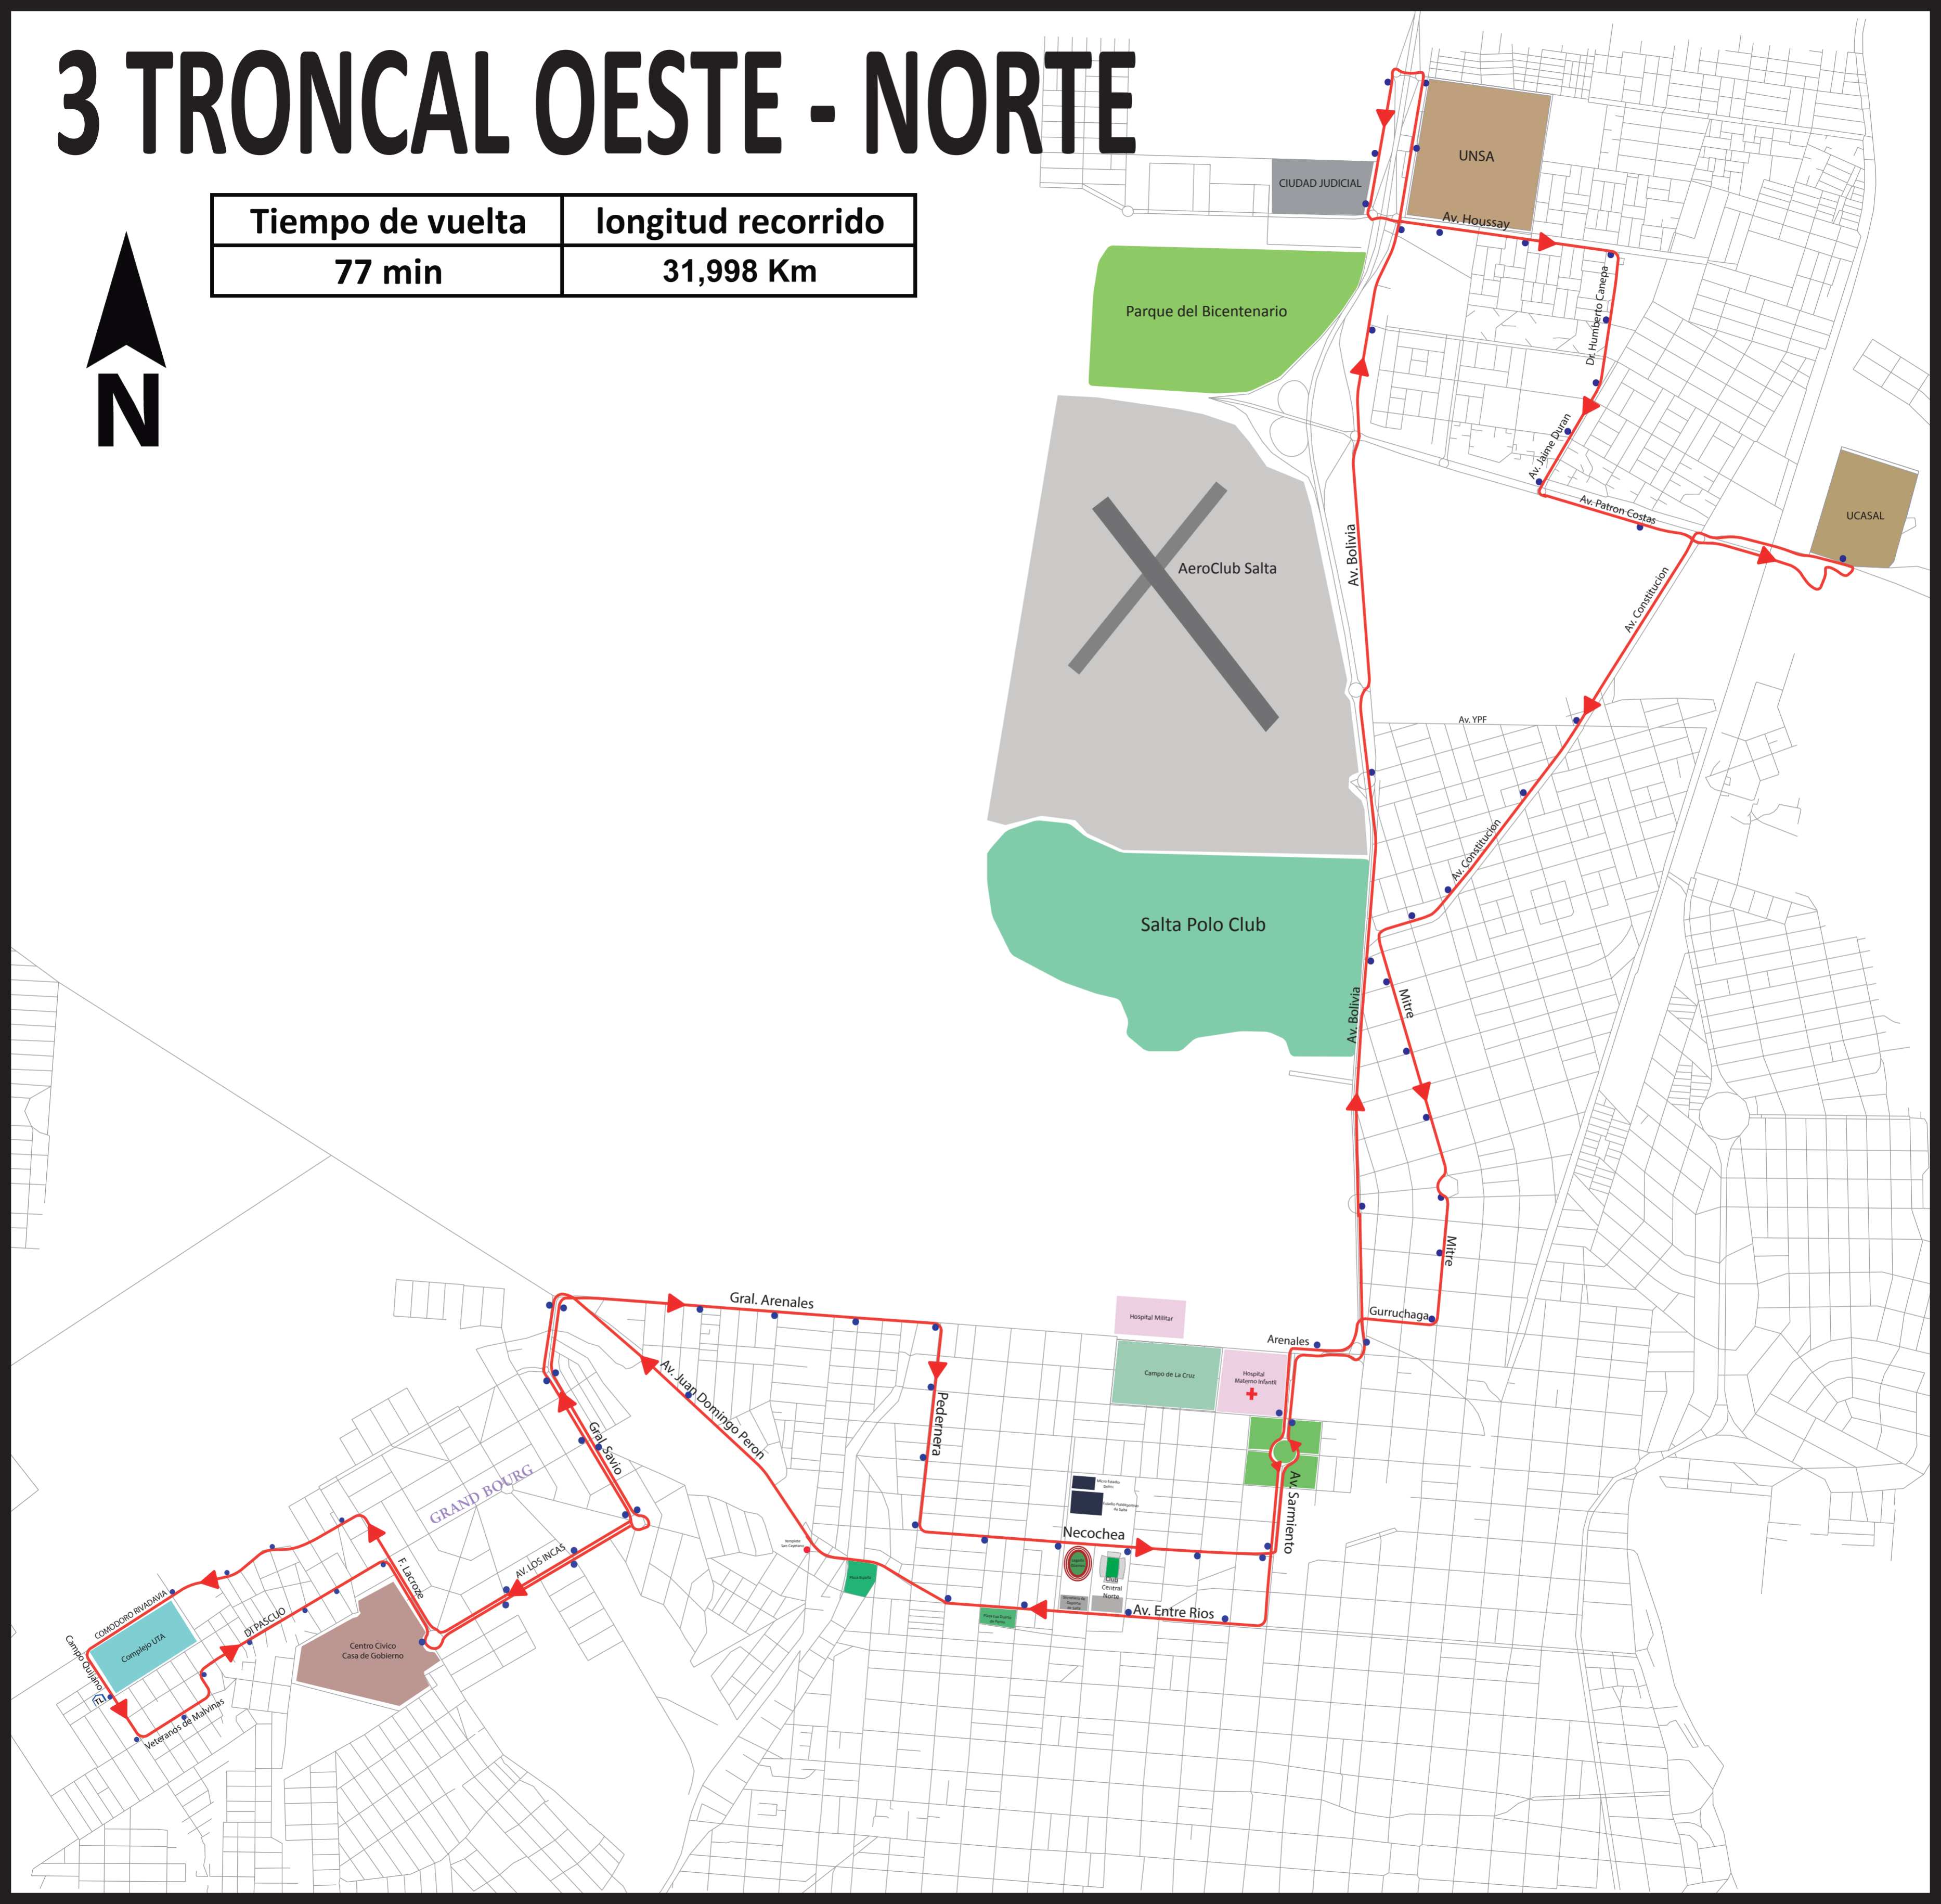 3 TRONCAL OESTE - NORTE
Tiempo de vuelta
longitud recorrido
77 min
31,998 Km
N
UNSA
CIUDAD JUDICIAL
Av. Houssay
Parque del Bicentenario
Dr. Humberto Canepa
Av. Jaime Duran
Av. Patron Costas
UCASAL
AeroClub Salta
Av. Bolivia
Av. Constitucion
Av. YPF
Av. Constitucion
Salta Polo Club
Av. Bolivia
Mitre
Mitre
Gurruchaga
Arenales
Gral. Arenales
Hospital Militar
Campo de La Cruz
Hospital
Materno Infantil
Av. Juan Domingo Peron
Pedernera
Gral. Savio
GRAND BOURG
Av. Sarmiento
Necochea
Club
Central
Norte
Av. Entre Rios
AV. LOS INCAS
F. Lacroze
COMODORO RIVADAVIA
DI PASCUO
Complejo UTA
Centro Civico
Casa de Gobierno
Campo Quijano
TL
Veteranos de Malvinas